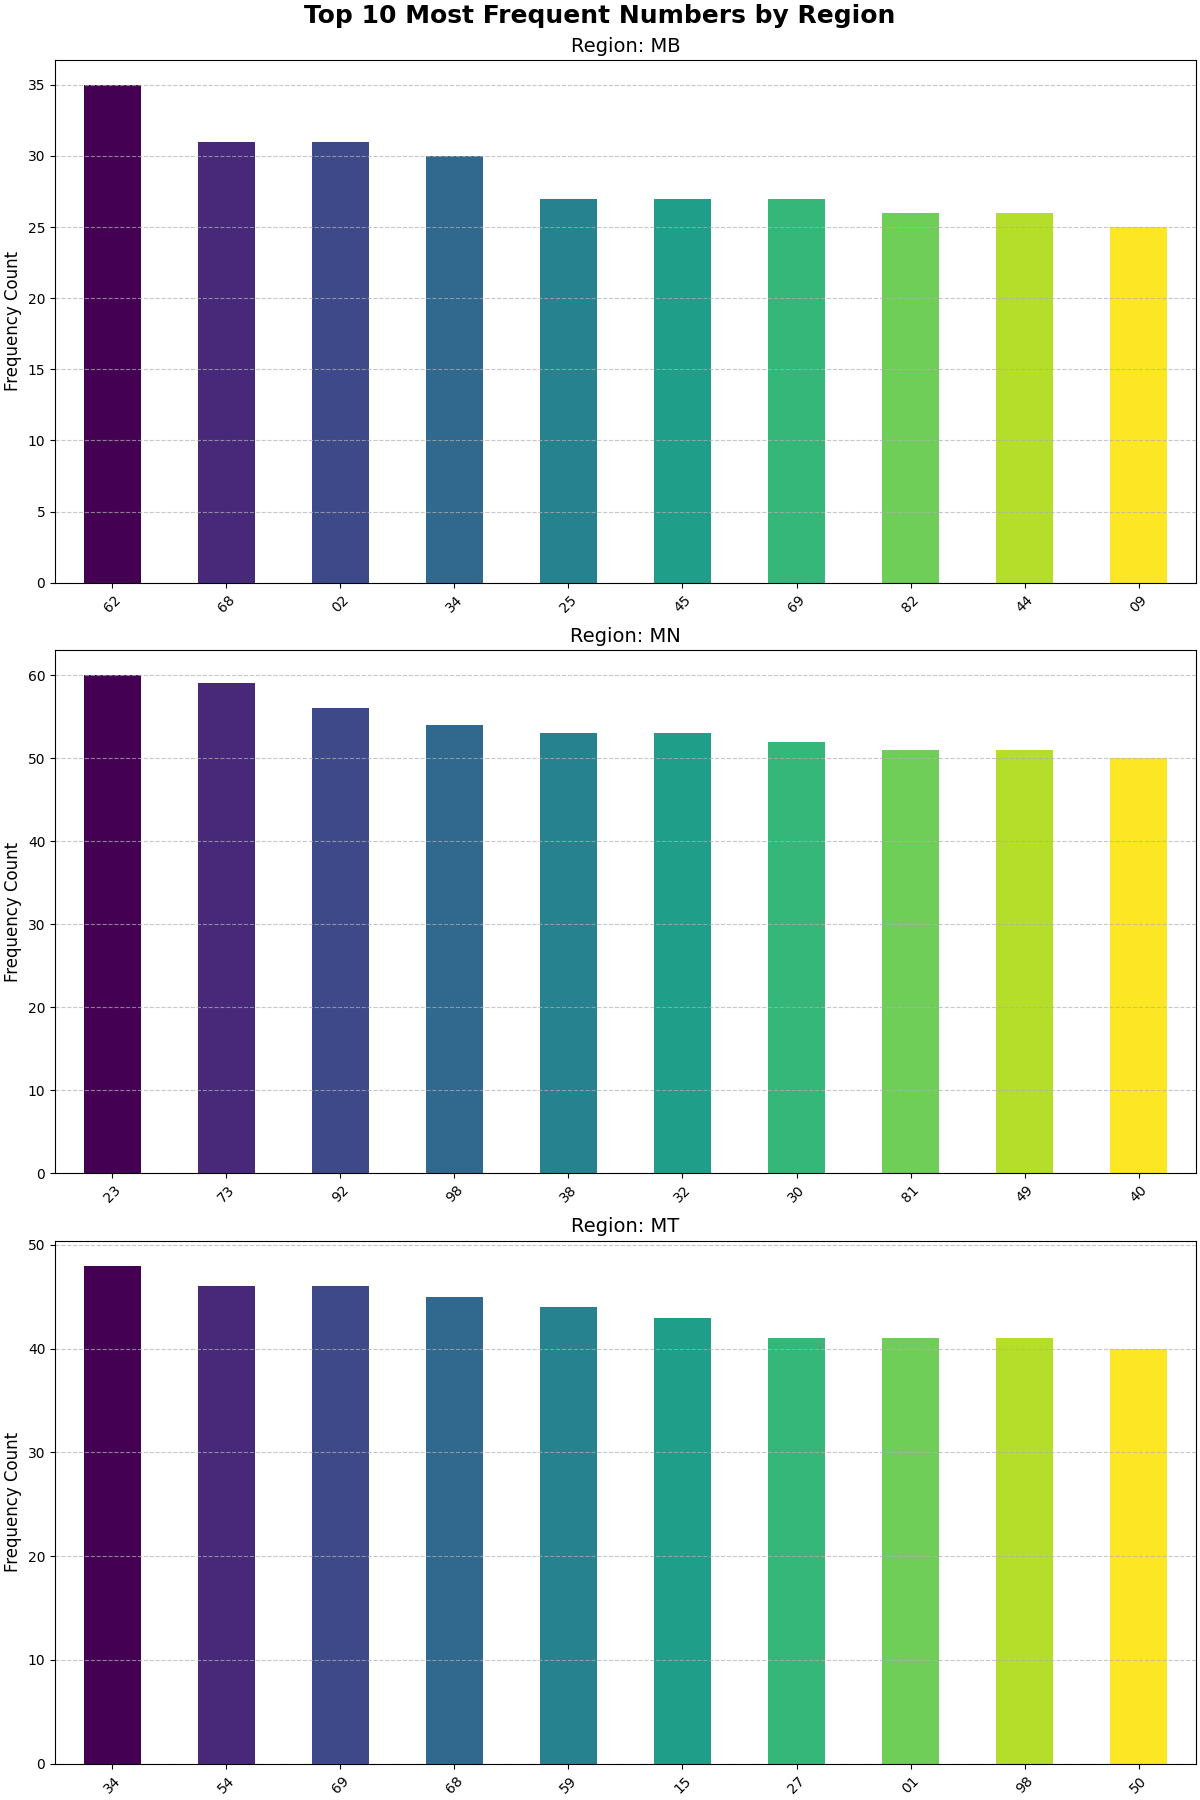 Top 10 Most Frequent Numbers by Region
Region: MB
Frequency Count
35
30
25
20
15
10
5
0
62 68 02 34 25 45 69 82 44 09
Region: MN
Frequency Count
60
50
40
30
20
10
0
23 73 92 98 38 32 30 81 49 40
Region: MT
Frequency Count
50
40
30
20
10
0
34 54 69 68 59 15 27 01 98 50